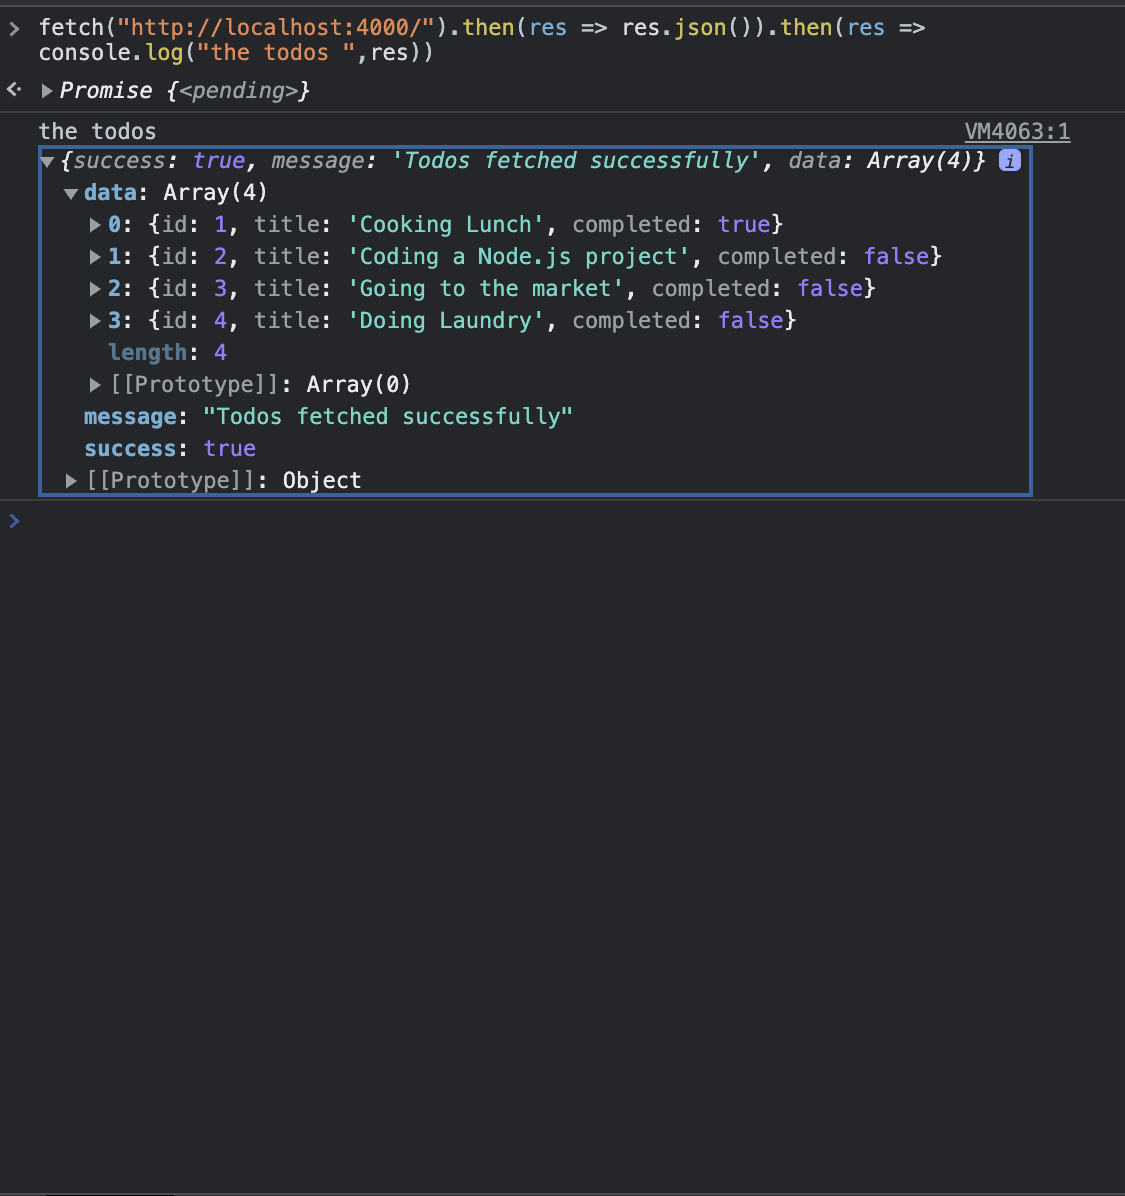 fetch("http://localhost:4000/").then(res => res.json()).then(res =>
console.log("the todos ",res))
Promise {<pending>}
the todos VM4063:1
{success: true, message: 'Todos fetched successfully', data: Array(4)} i
data: Array(4)
0: {id: 1, title: 'Cooking Lunch', completed: true}
1: {id: 2, title: 'Coding a Node.js project', completed: false}
2: {id: 3, title: 'Going to the market', completed: false}
3: {id: 4, title: 'Doing Laundry', completed: false}
length: 4
[[Prototype]]: Array(0)
message: "Todos fetched successfully"
success: true
[[Prototype]]: Object